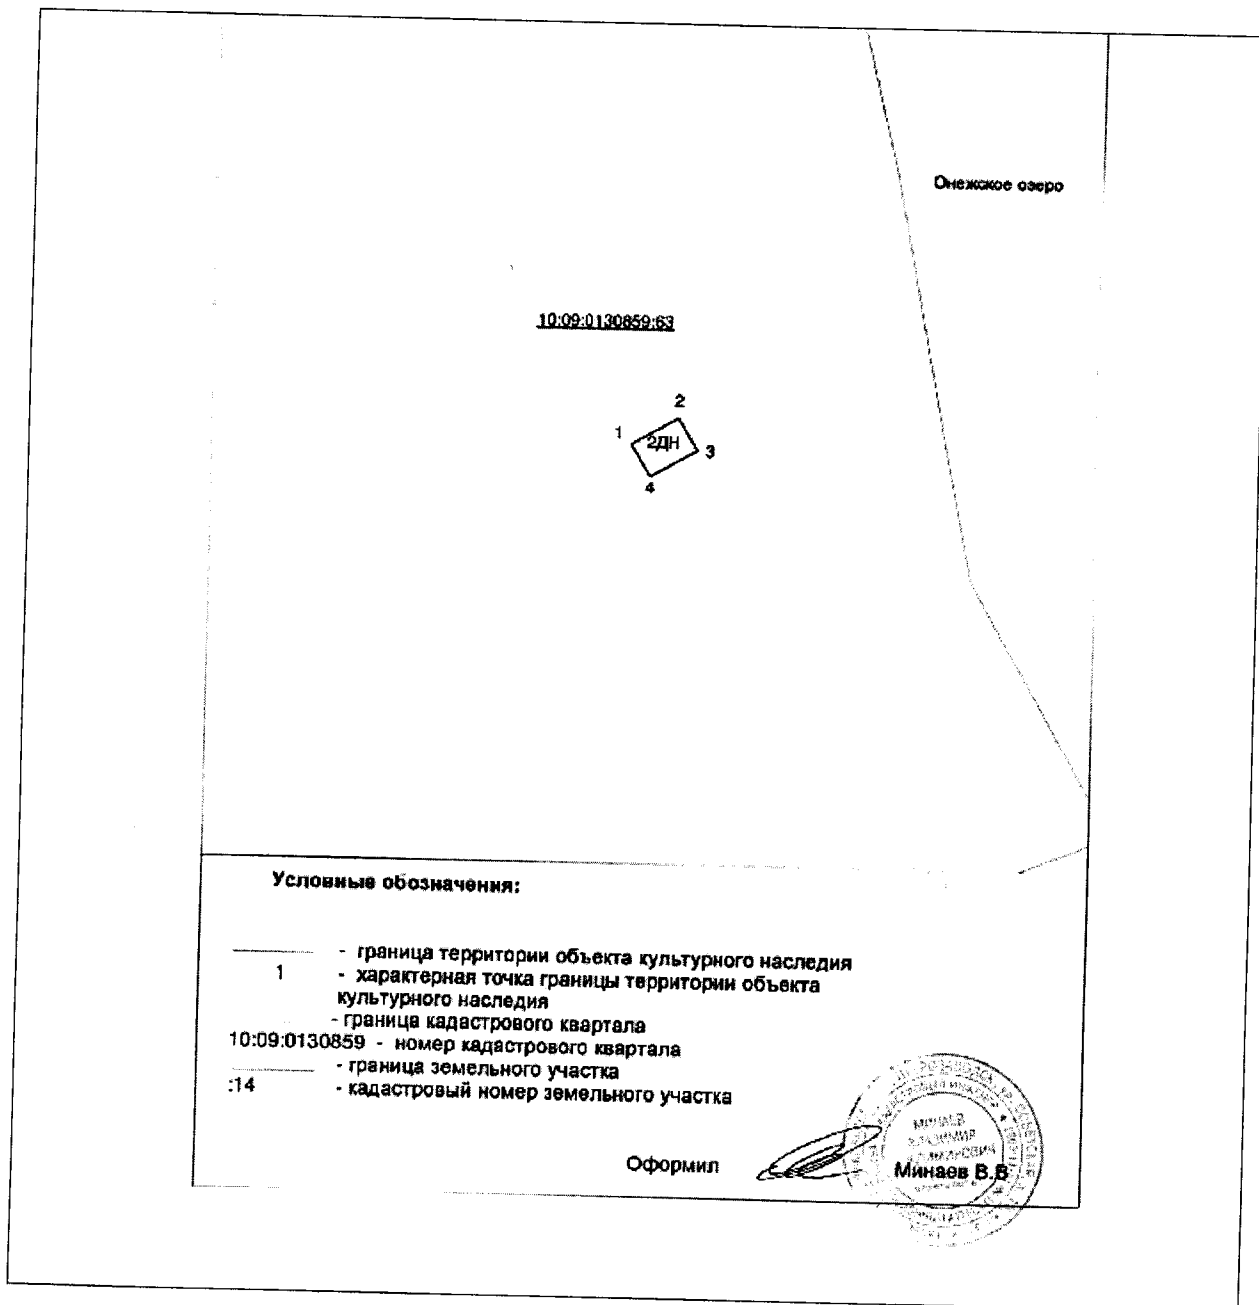 Онежское озеро
10:09:0130859:63
2
1
2ДН
3
4
Условные обозначения:
- граница территории объекта культурного наследия
1 - характерная точка границы территории объекта
культурного наследия
- граница кадастрового квартала
10:09:0130859 - номер кадастрового квартала
- граница земельного участка
:14 - кадастровый номер земельного участка
МИНАЕВ
ВЛАДИМИР
Оформил
Минаев В.В